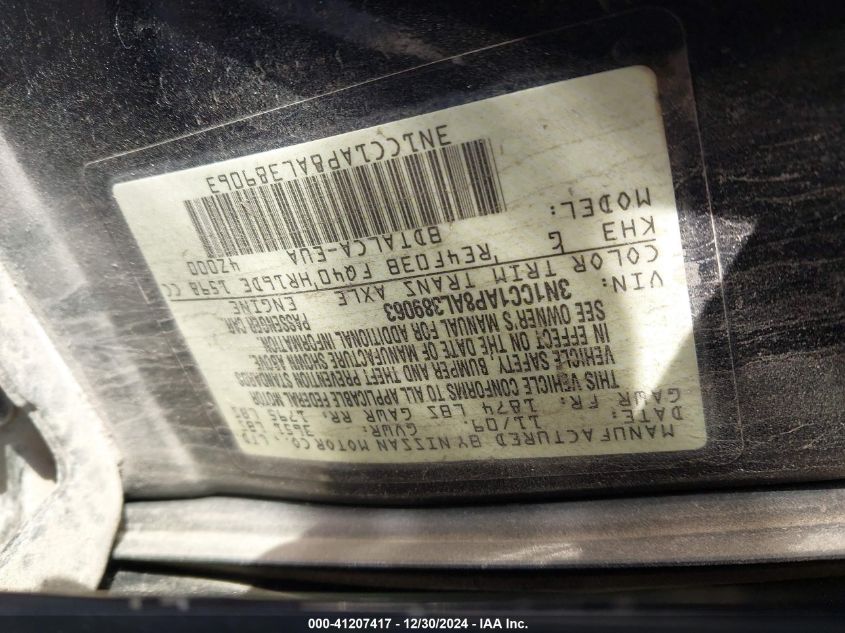 MANUFACTURED BY NISSAN MOTOR CO., LTD
DATE: 11/09. GVWR: 3651 LBS
GAWR FR: 1874 LBS GAWR RR. 1795 LBS
THIS VEHICLE CONFORMS TO ALL APPLICABLE FEDERAL MOTOR
VEHICLE SAFETY BUMPER AND THEFT PREVENTION STANDARDS
IN EFFECT ON THE DATE OF MANUFACTURE SHOWN ABOVE.
SEE OWNER'S MANUAL FOR ADDITIONAL INFORMATION.
3N1CC1AP8AL389063 PASSENGER CAR
VIN:
COLOR TRIM TRANS AXLE ENGINE
KH3 G RE4F03B FQ40 HR16DE 1598 CC
MODEL: BDTALCA-EUA 42000
3N1CC1AP8AL389063
000-41207417 - 12/30/2024 - IAA Inc.